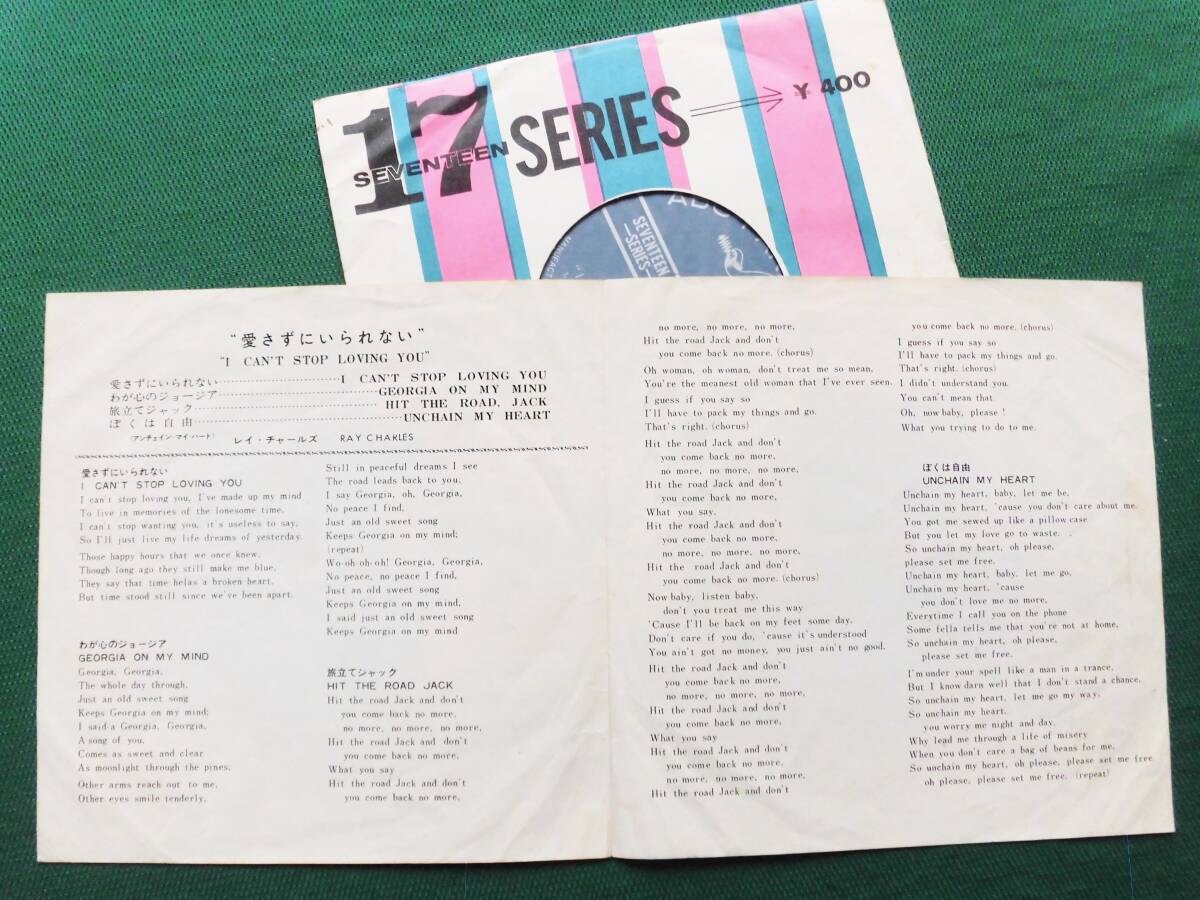 17
SEVENTEEN SERIES
¥ 400
SEVENTEEN
—SERIES—
“愛さずにいられない”
"I CAN'T STOP LOVING YOU"
愛さずにいられない……………………………I CAN'T STOP LOVING YOU
わが心のジョージア……………………………GEORGIA ON MY MIND
旅立てジャック……………………………HIT THE ROAD, JACK
ぼくは自由……………………………UNCHAIN MY HEART
(アンチェイン・マイ・ハート)
レイ・チャールズ RAY CHARLES
愛さずにいられない
I CAN'T STOP LOVING YOU
I can't stop loving you, I've made up my mind
To live in memories of the lonesome time,
I can't stop wanting you, it's useless to say,
So I'll just live my life dreams of yesterday.
Those happy hours that we once knew,
Though long ago they still make me blue,
They say that time helas a broken heart,
But time stood still since we've been apart.
わが心のジョージア
GEORGIA ON MY MIND
Georgia, Georgia,
The whole day through,
Just an old sweet song
Keeps Georgia on my mind;
I said-a Georgia, Georgia,
A song of you,
Comes as sweet and clear
As moonlight through the pines,
Other arms reach out to me,
Other eyes smile tenderly,
Still in peaceful dreams I see
The road leads back to you;
I say Georgia, oh, Georgia,
No peace I find,
Just an old sweet song
Keeps Georgia on my mind;
(repeat)
Wo-oh-oh-oh! Georgia, Georgia,
No peace, no peace I find,
Just an old sweet song
Keeps Georgia on my mind,
I said just an old sweet song
Keeps Georgia on my mind
旅立てジャック
HIT THE ROAD JACK
Hit the road Jack and don't
you come back no more,
no more, no more, no more,
Hit the road Jack and don't
you come back no more,
What you say
Hit the road Jack and don't
you come back no more,
no more, no more, no more,
Hit the road Jack and don't
you come back no more. (chorus)
Oh woman, oh woman, don't treat me so mean,
You're the meanest old woman that I've ever seen.
I guess if you say so
I'll have to pack my things and go.
That's right. (chorus)
Hit the road Jack and don't
you come back no more,
no more, no more, no more,
Hit the road Jack and don't
you come back no more,
What you say,
Hit the road Jack and don't
you come back no more,
no more, no more, no more,
Hit the road Jack and don't
you come back no more. (chorus)
Now baby, listen baby,
don't you treat me this way
'Cause I'll be back on my feet some day.
Don't care if you do, 'cause it's understood
You ain't got no money, you just ain't no good.
Hit the road Jack and don't
you come back no more,
no more, no more, no more,
Hit the road Jack and don't
you come back no more,
What you say
Hit the road Jack and don't
you come back no more,
no more, no more, no more,
Hit the road Jack and don't
you come back no more. (chorus)
I guess if you say so
I'll have to pack my things and go.
That's right. (chorus)
I didn't understand you.
You can't mean that
Oh, now baby, please!
What you trying to do to me.
ぼくは自由
UNCHAIN MY HEART
Unchain my heart, baby, let me be,
Unchain my heart, 'cause you don't care about me.
You got me sewed up like a pillow case
But you let my love go to waste.
So unchain my heart, oh please,
please set me free.
Unchain my heart, baby, let me go,
Unchain my heart, 'cause
you don't love me no more,
Everytime I call you on the phone
Some fella tells me that you're not at home,
So unchain my heart, oh please,
please set me free.
I'm under your spell like a man in a trance,
But I know darn well that I don't stand a chance,
So unchain my heart, let me go my way,
So unchain my heart,
you worry me night and day.
Why lead me through a life of misery
When you don't care a bag of beans for me,
So unchain my heart, oh please, please set me free
oh please, please set me free. (repeat)